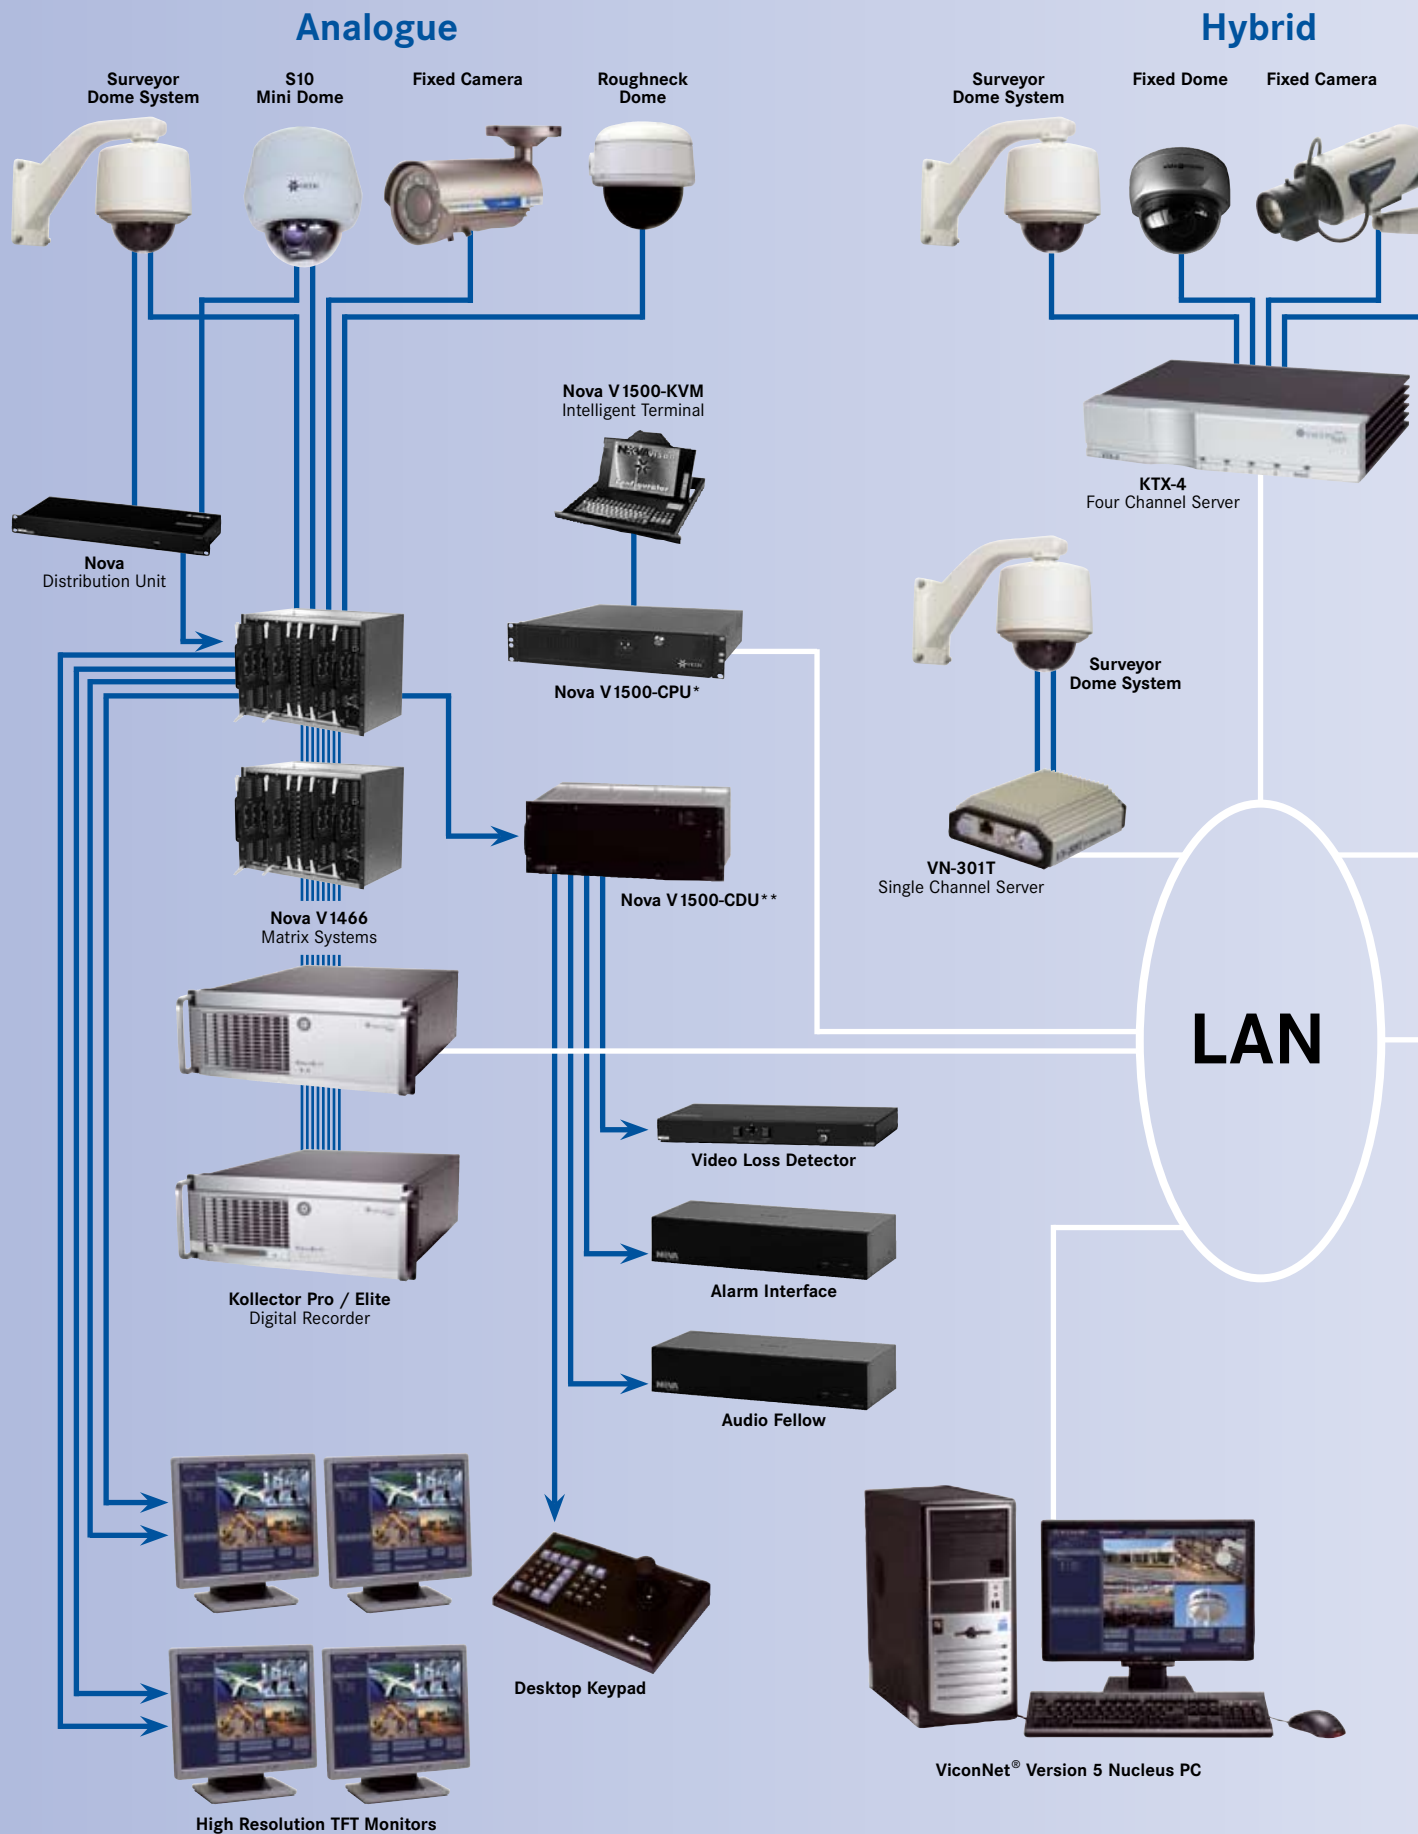 Analogue
Hybrid
Surveyor
Dome System
S10
Mini Dome
Fixed Camera
Roughneck
Dome
Surveyor
Dome System
Fixed Dome
Fixed Camera
Nova V1500-KVM
Intelligent Terminal
KTX-4
Four Channel Server
Nova
Distribution Unit
Nova V1500-CPU*
Surveyor
Dome System
VN-301T
Single Channel Server
Nova V1500-CDU**
Nova V1466
Matrix Systems
LAN
Video Loss Detector
NOVA
Alarm Interface
Kollector Pro / Elite
Digital Recorder
NOVA
Audio Fellow
Desktop Keypad
ViconNet® Version 5 Nucleus PC
High Resolution TFT Monitors